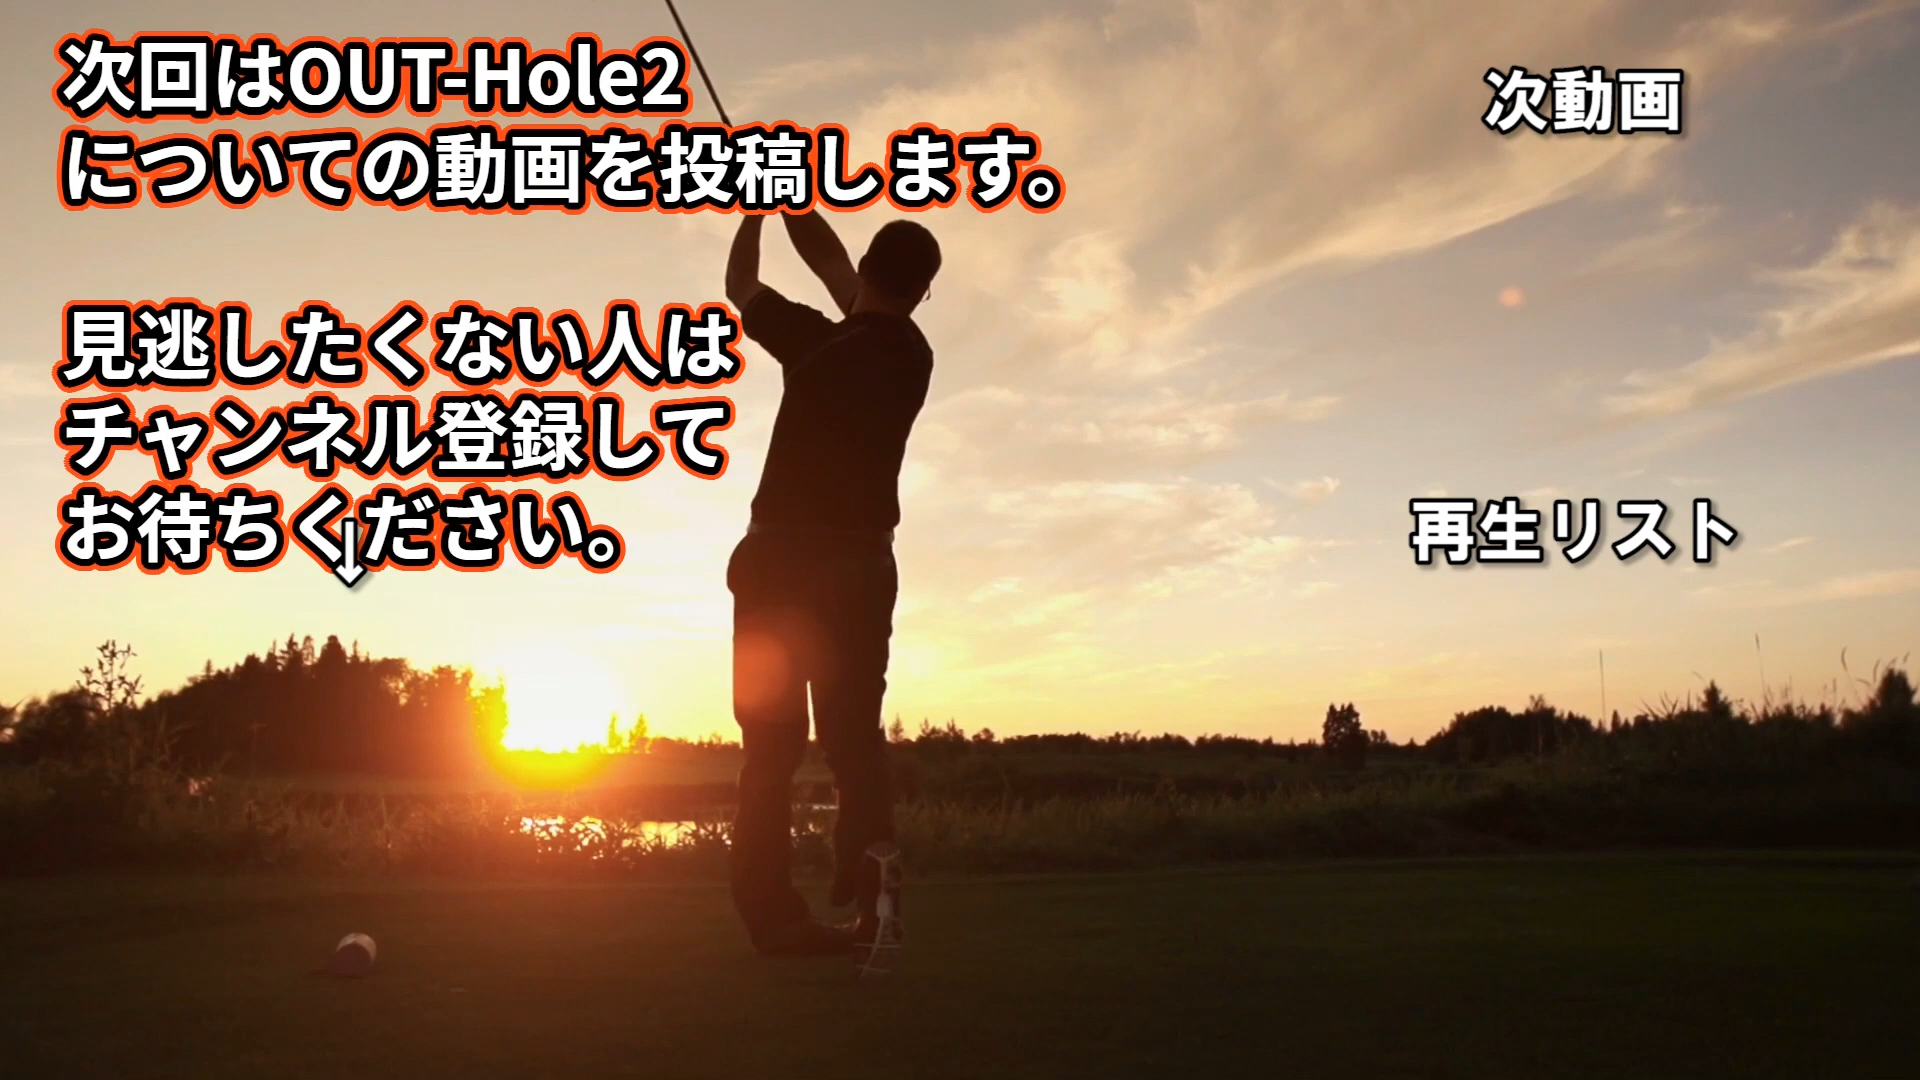 次回はOUT-Hole2
についての動画を投稿します。
見逃したくない人は
チャンネル登録して
お待ちください。
↓
次動画
再生リスト